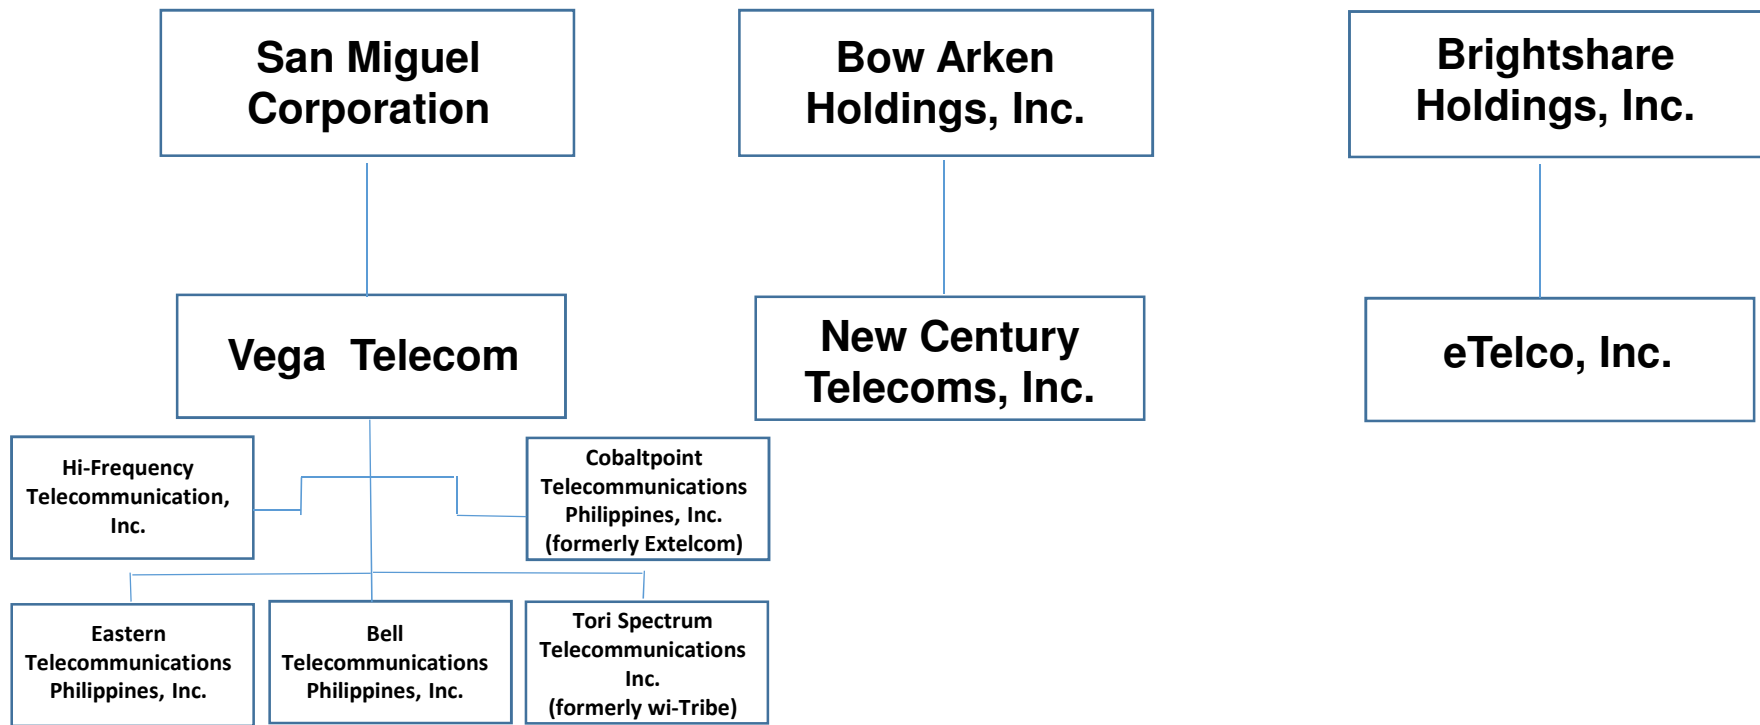 San Miguel
Corporation
Bow Arken
Holdings, Inc.
Brightshare
Holdings, Inc.
Vega Telecom
New Century
Telecoms, Inc.
eTelco, Inc.
Hi-Frequency
Telecommunication,
Inc.
Cobaltpoint
Telecommunications
Philippines, Inc.
(formerly Extelcom)
Eastern
Telecommunications
Philippines, Inc.
Bell
Telecommunications
Philippines, Inc.
Tori Spectrum
Telecommunications
Inc.
(formerly wi-Tribe)